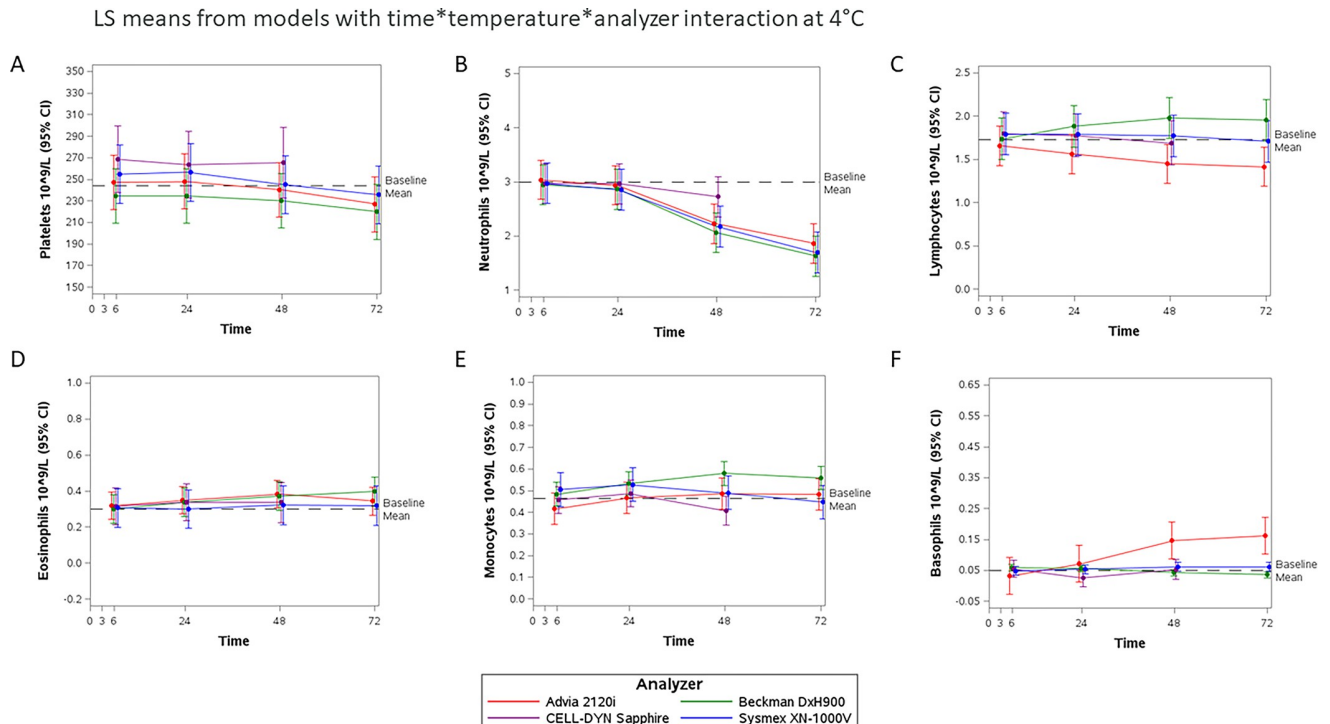 LS means from models with time*temperature*analyzer interaction at 4°C
A
Platelets 10^9/L (95% CI)
350
330
310
290
270
250
230
210
190
170
150
Baseline
Mean
0 3 6 24 48 72
Time
B
Neutrophils 10^9/L (95% CI)
5
4
3
2
1
Baseline
Mean
0 3 6 24 48 72
Time
C
Lymphocytes 10^9/L (95% CI)
2.5
2.0
1.5
1.0
0.5
0.0
Baseline
Mean
0 3 6 24 48 72
Time
D
Eosinophils 10^9/L (95% CI)
1.0
0.8
0.6
0.4
0.2
0.0
-0.2
Baseline
Mean
0 3 6 24 48 72
Time
E
Monocytes 10^9/L (95% CI)
1.0
0.9
0.8
0.7
0.6
0.5
0.4
0.3
0.2
0.1
0.0
Baseline
Mean
0 3 6 24 48 72
Time
F
Basophils 10^9/L (95% CI)
0.65
0.55
0.45
0.35
0.25
0.15
0.05
-0.05
Baseline
Mean
0 3 6 24 48 72
Time
Analyzer
Advia 2120i
Beckman DxH900
CELL-DYN Sapphire
Sysmex XN-1000V